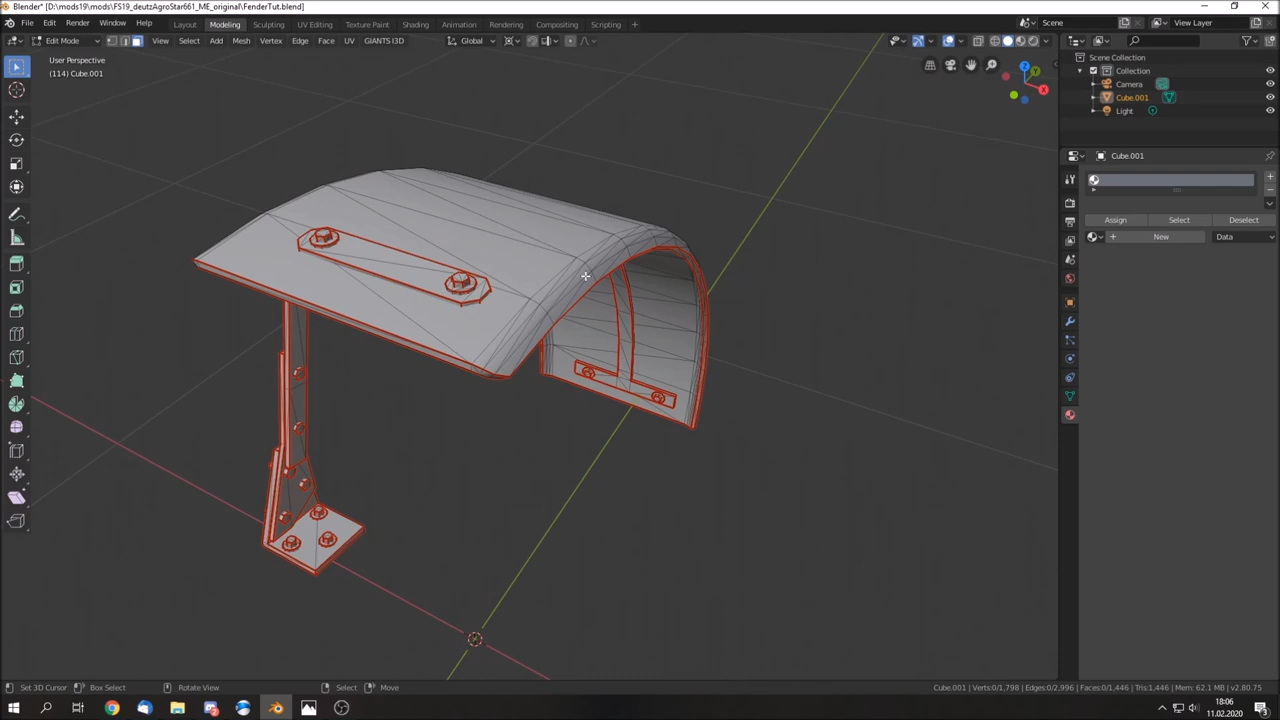 Blender* [D:\mods19\mods\FS19_deutzAgroStar661_ME_original\FenderTut.blend]
File Edit Render Window Help Layout Modeling Sculpting UV Editing Texture Paint Shading Animation Rendering Compositing Scripting + Scene View Layer
Edit Mode View Select Add Mesh Vertex Edge Face UV GIANTS I3D Global
User Perspective
(114) Cube.001
Z
Y
X
Scene Collection
Collection
Camera
Cube.001
Light
Cube.001
Assign Select Deselect
New Data
Set 3D Cursor Box Select Rotate View Select Move Cube.001 | Verts:0/1,798 | Edges:0/2,996 | Faces:0/1,446 | Tris:1,446 | Mem: 62.1 MB | v2.80.75
18:06
11.02.2020
3